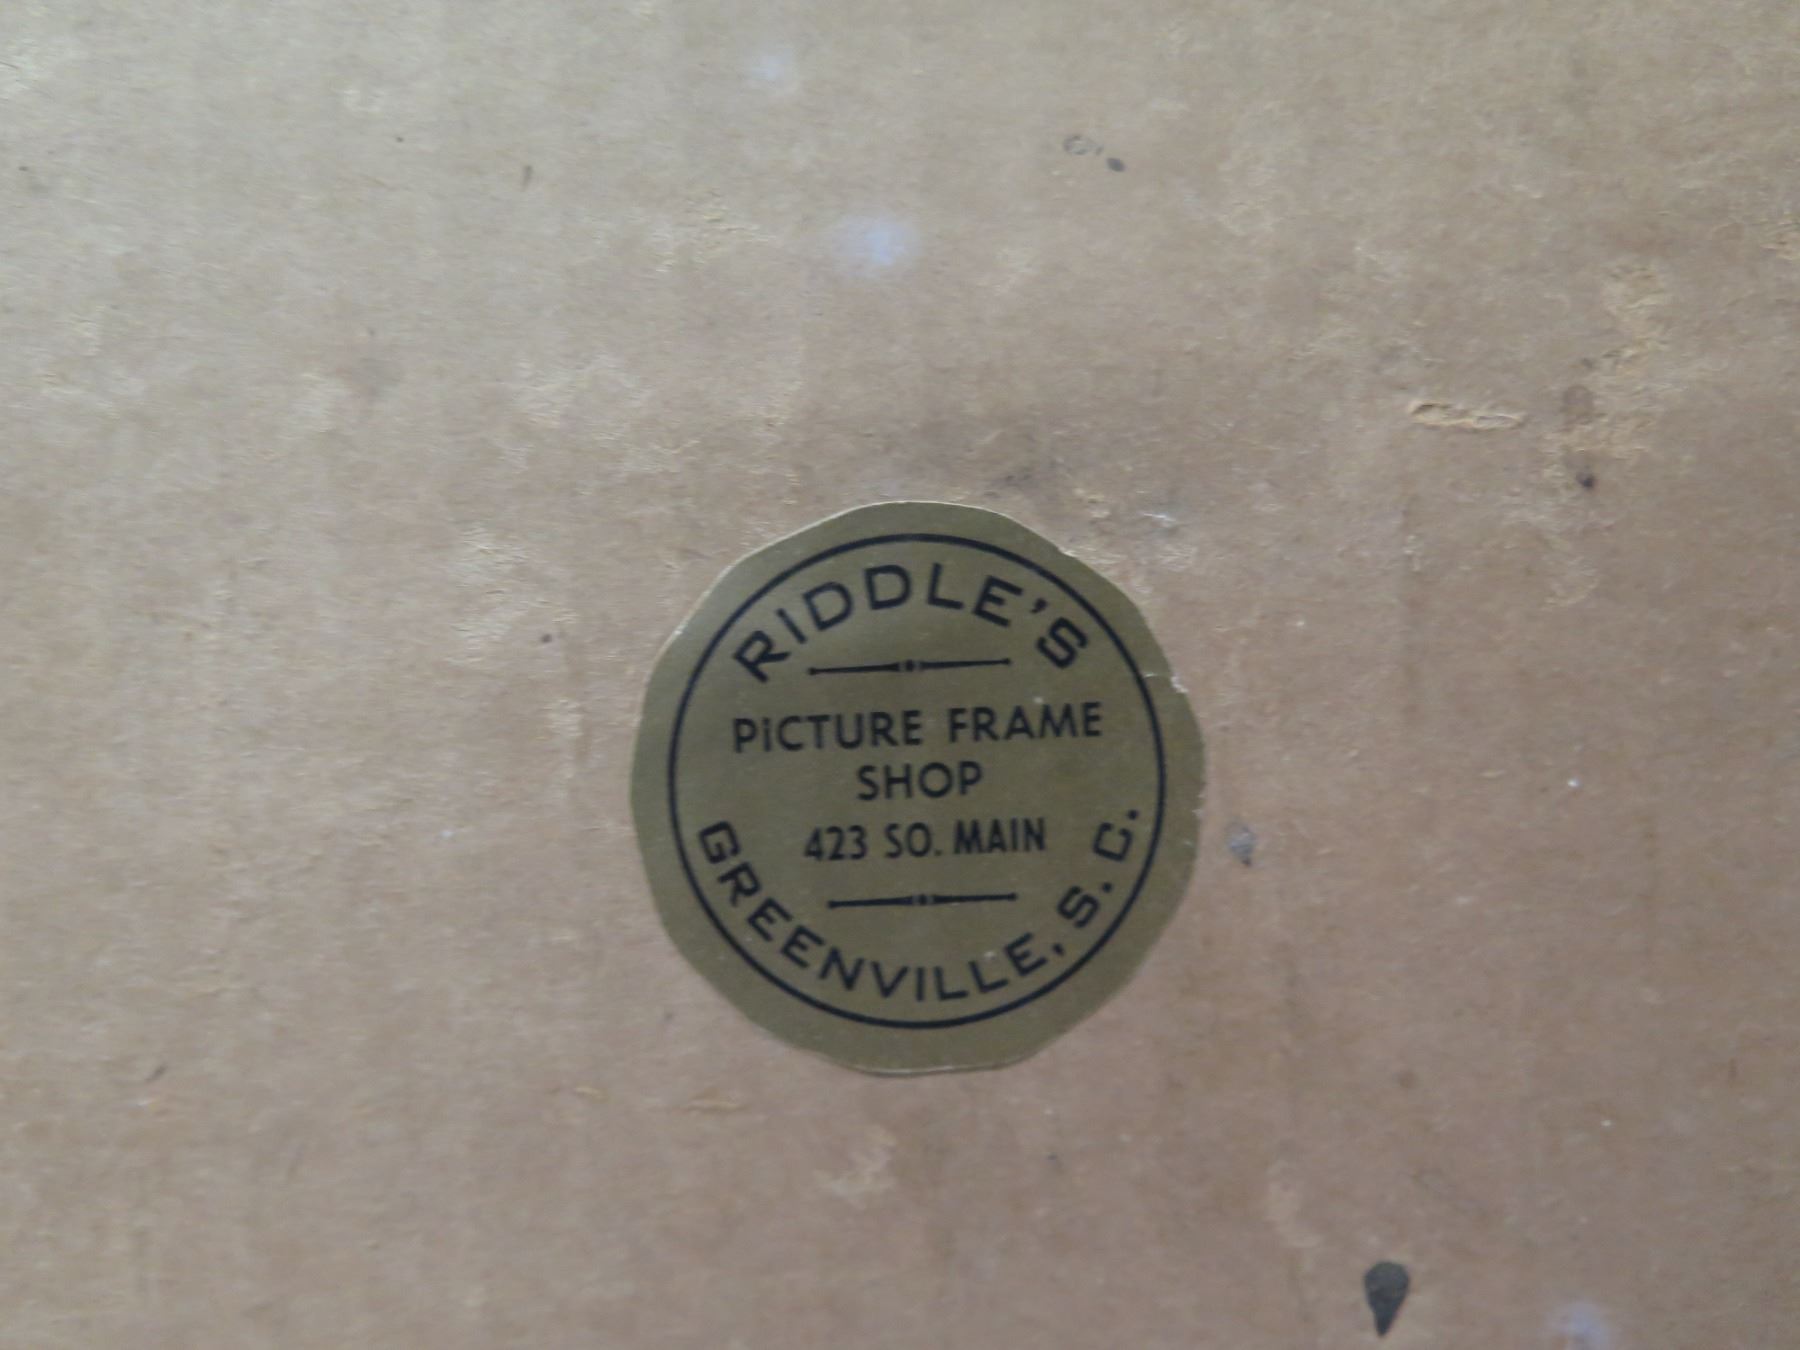 RIDDLE'S
PICTURE FRAME
SHOP
423 SO. MAIN
GREENVILLE, S. C.